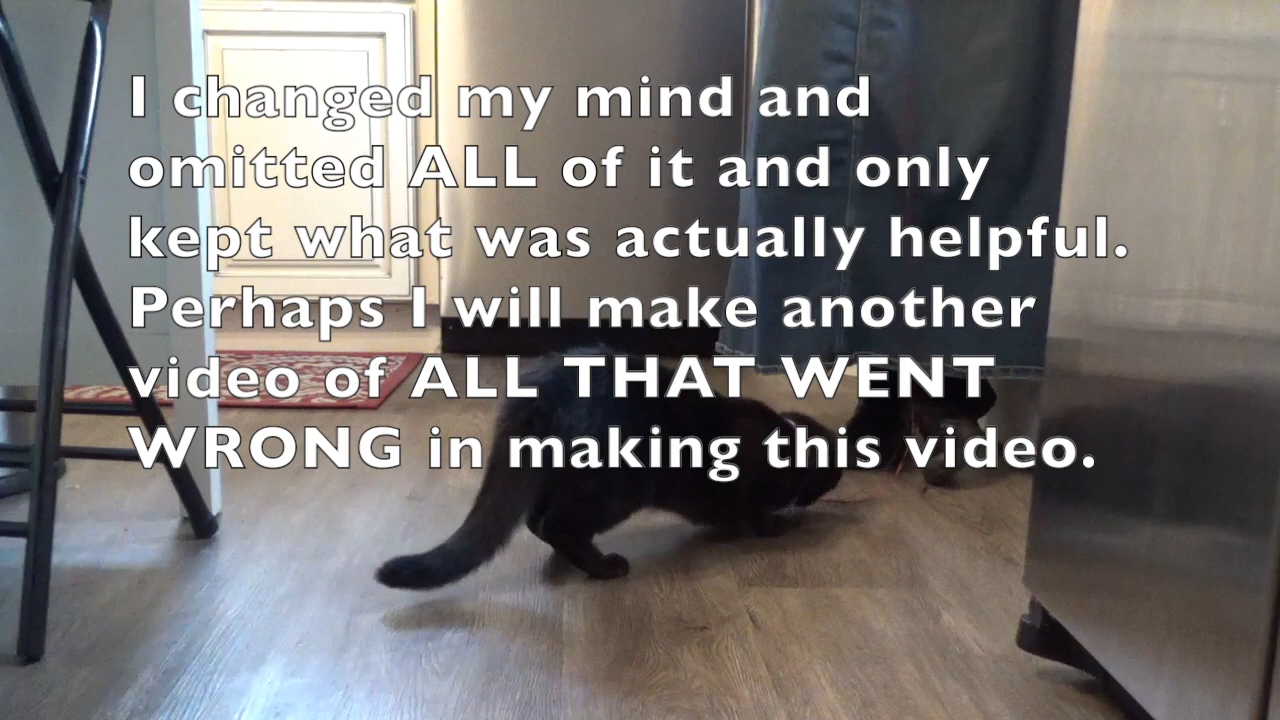 I changed my mind and
omitted ALL of it and only
kept what was actually helpful.
Perhaps I will make another
video of ALL THAT WENT
WRONG in making this video.